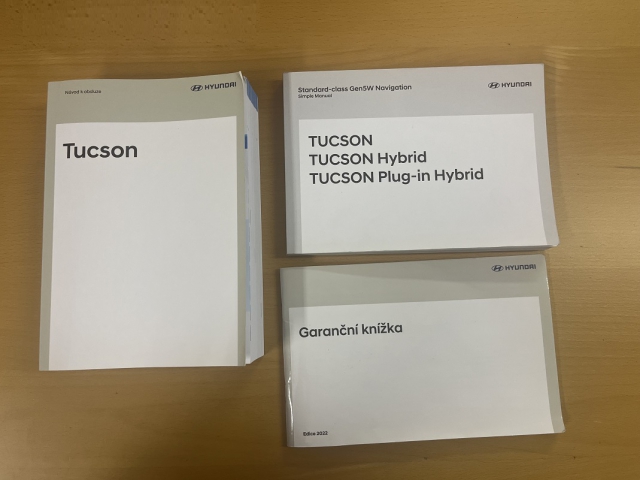 Návod k obsluze
HYUNDAI
Tucson
Standard-class Gen5W Navigation
Simple Manual
HYUNDAI
TUCSON
TUCSON Hybrid
TUCSON Plug-in Hybrid
HYUNDAI
Garanční knížka
Edice 2022